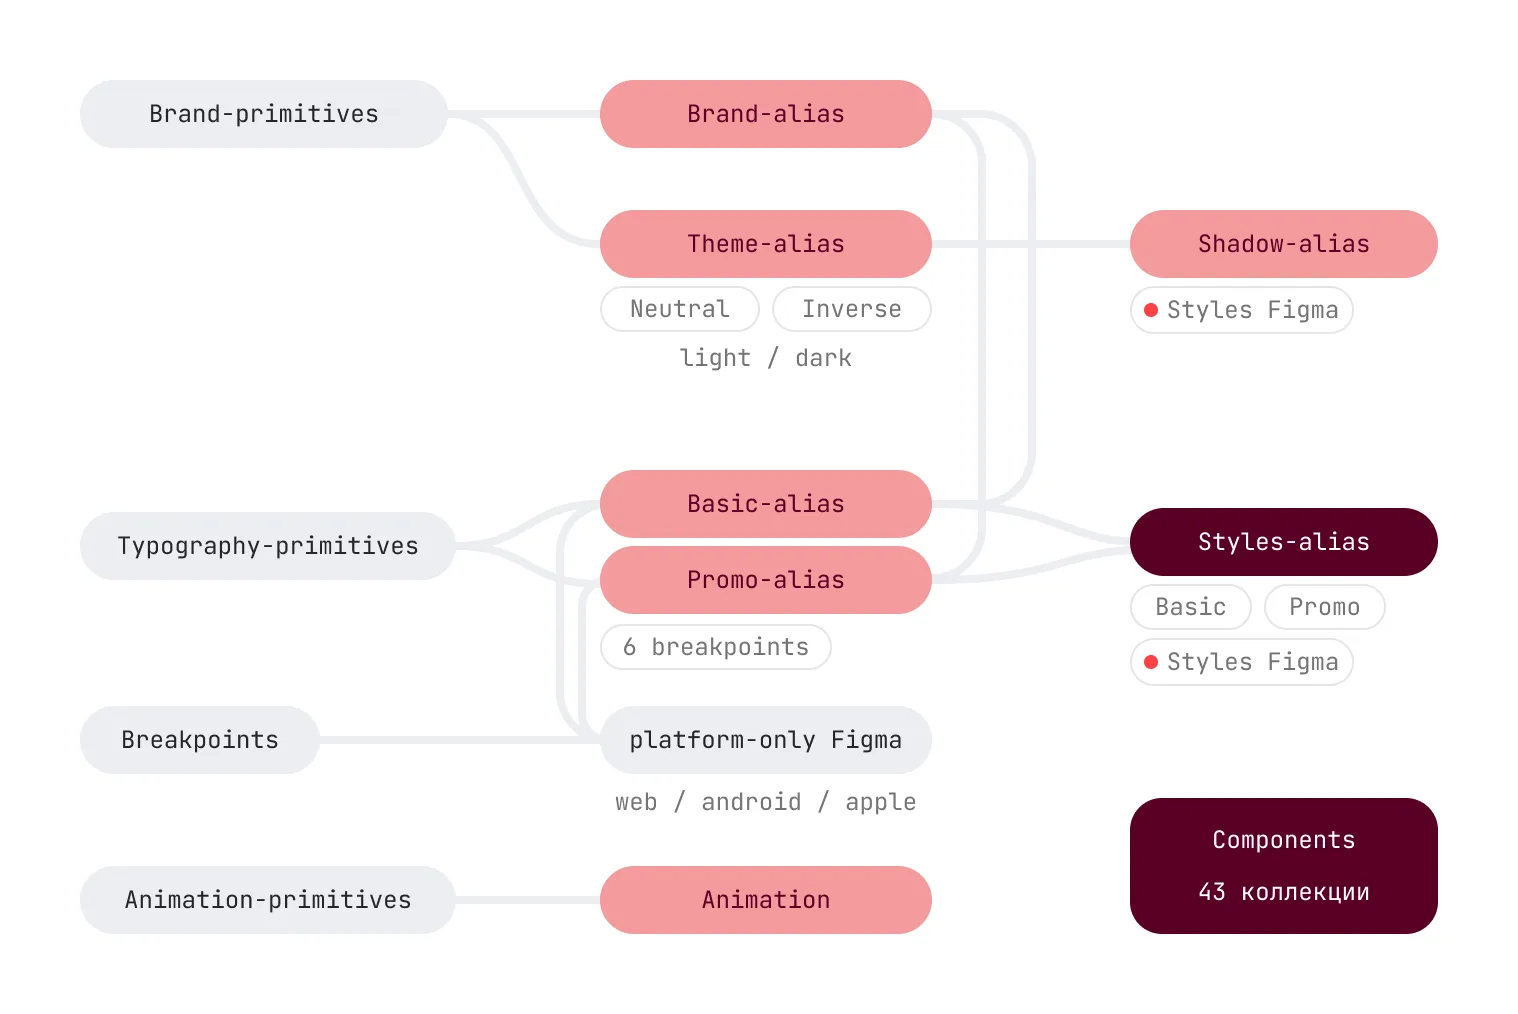 Brand-primitives
Brand-alias
Theme-alias
Neutral
Inverse
light / dark
Shadow-alias
Styles Figma
Typography-primitives
Basic-alias
Promo-alias
6 breakpoints
Styles-alias
Basic
Promo
Styles Figma
Breakpoints
platform-only Figma
web / android / apple
Animation-primitives
Animation
Components
43 коллекции